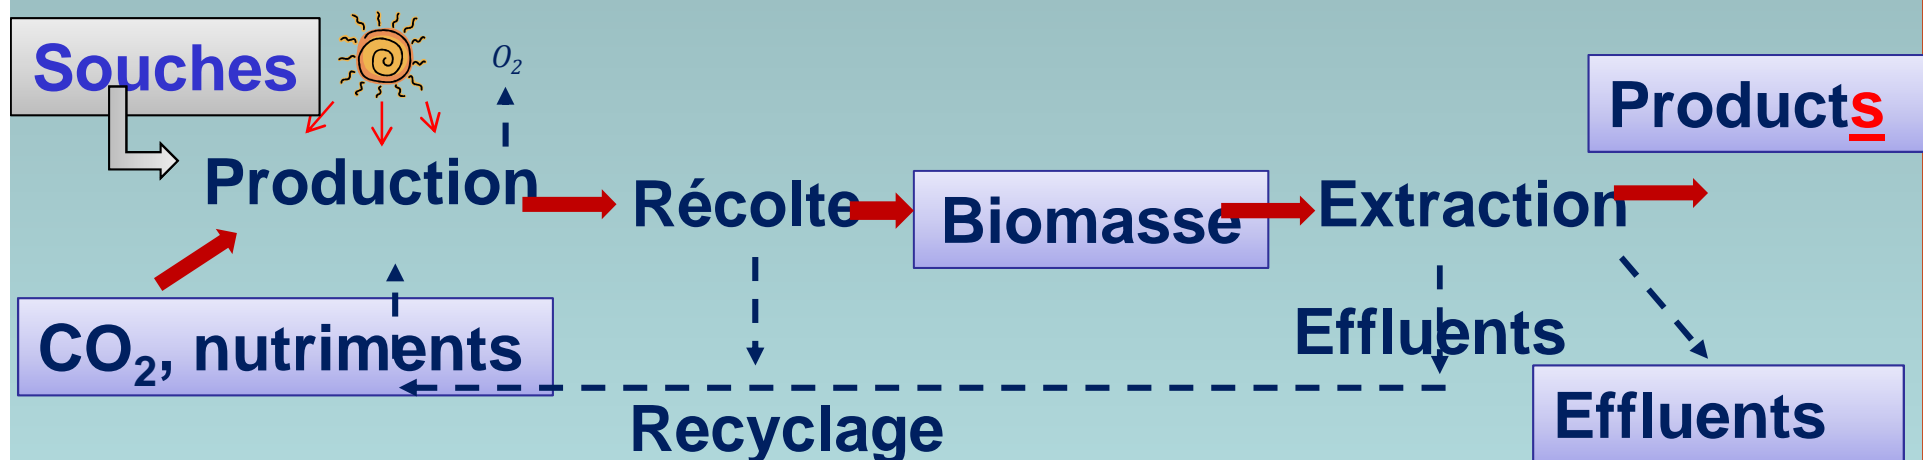 Souches
O₂
Products
Production
Récolte
Biomasse
Extraction
CO₂, nutriments
Effluents
Effluents
Recyclage